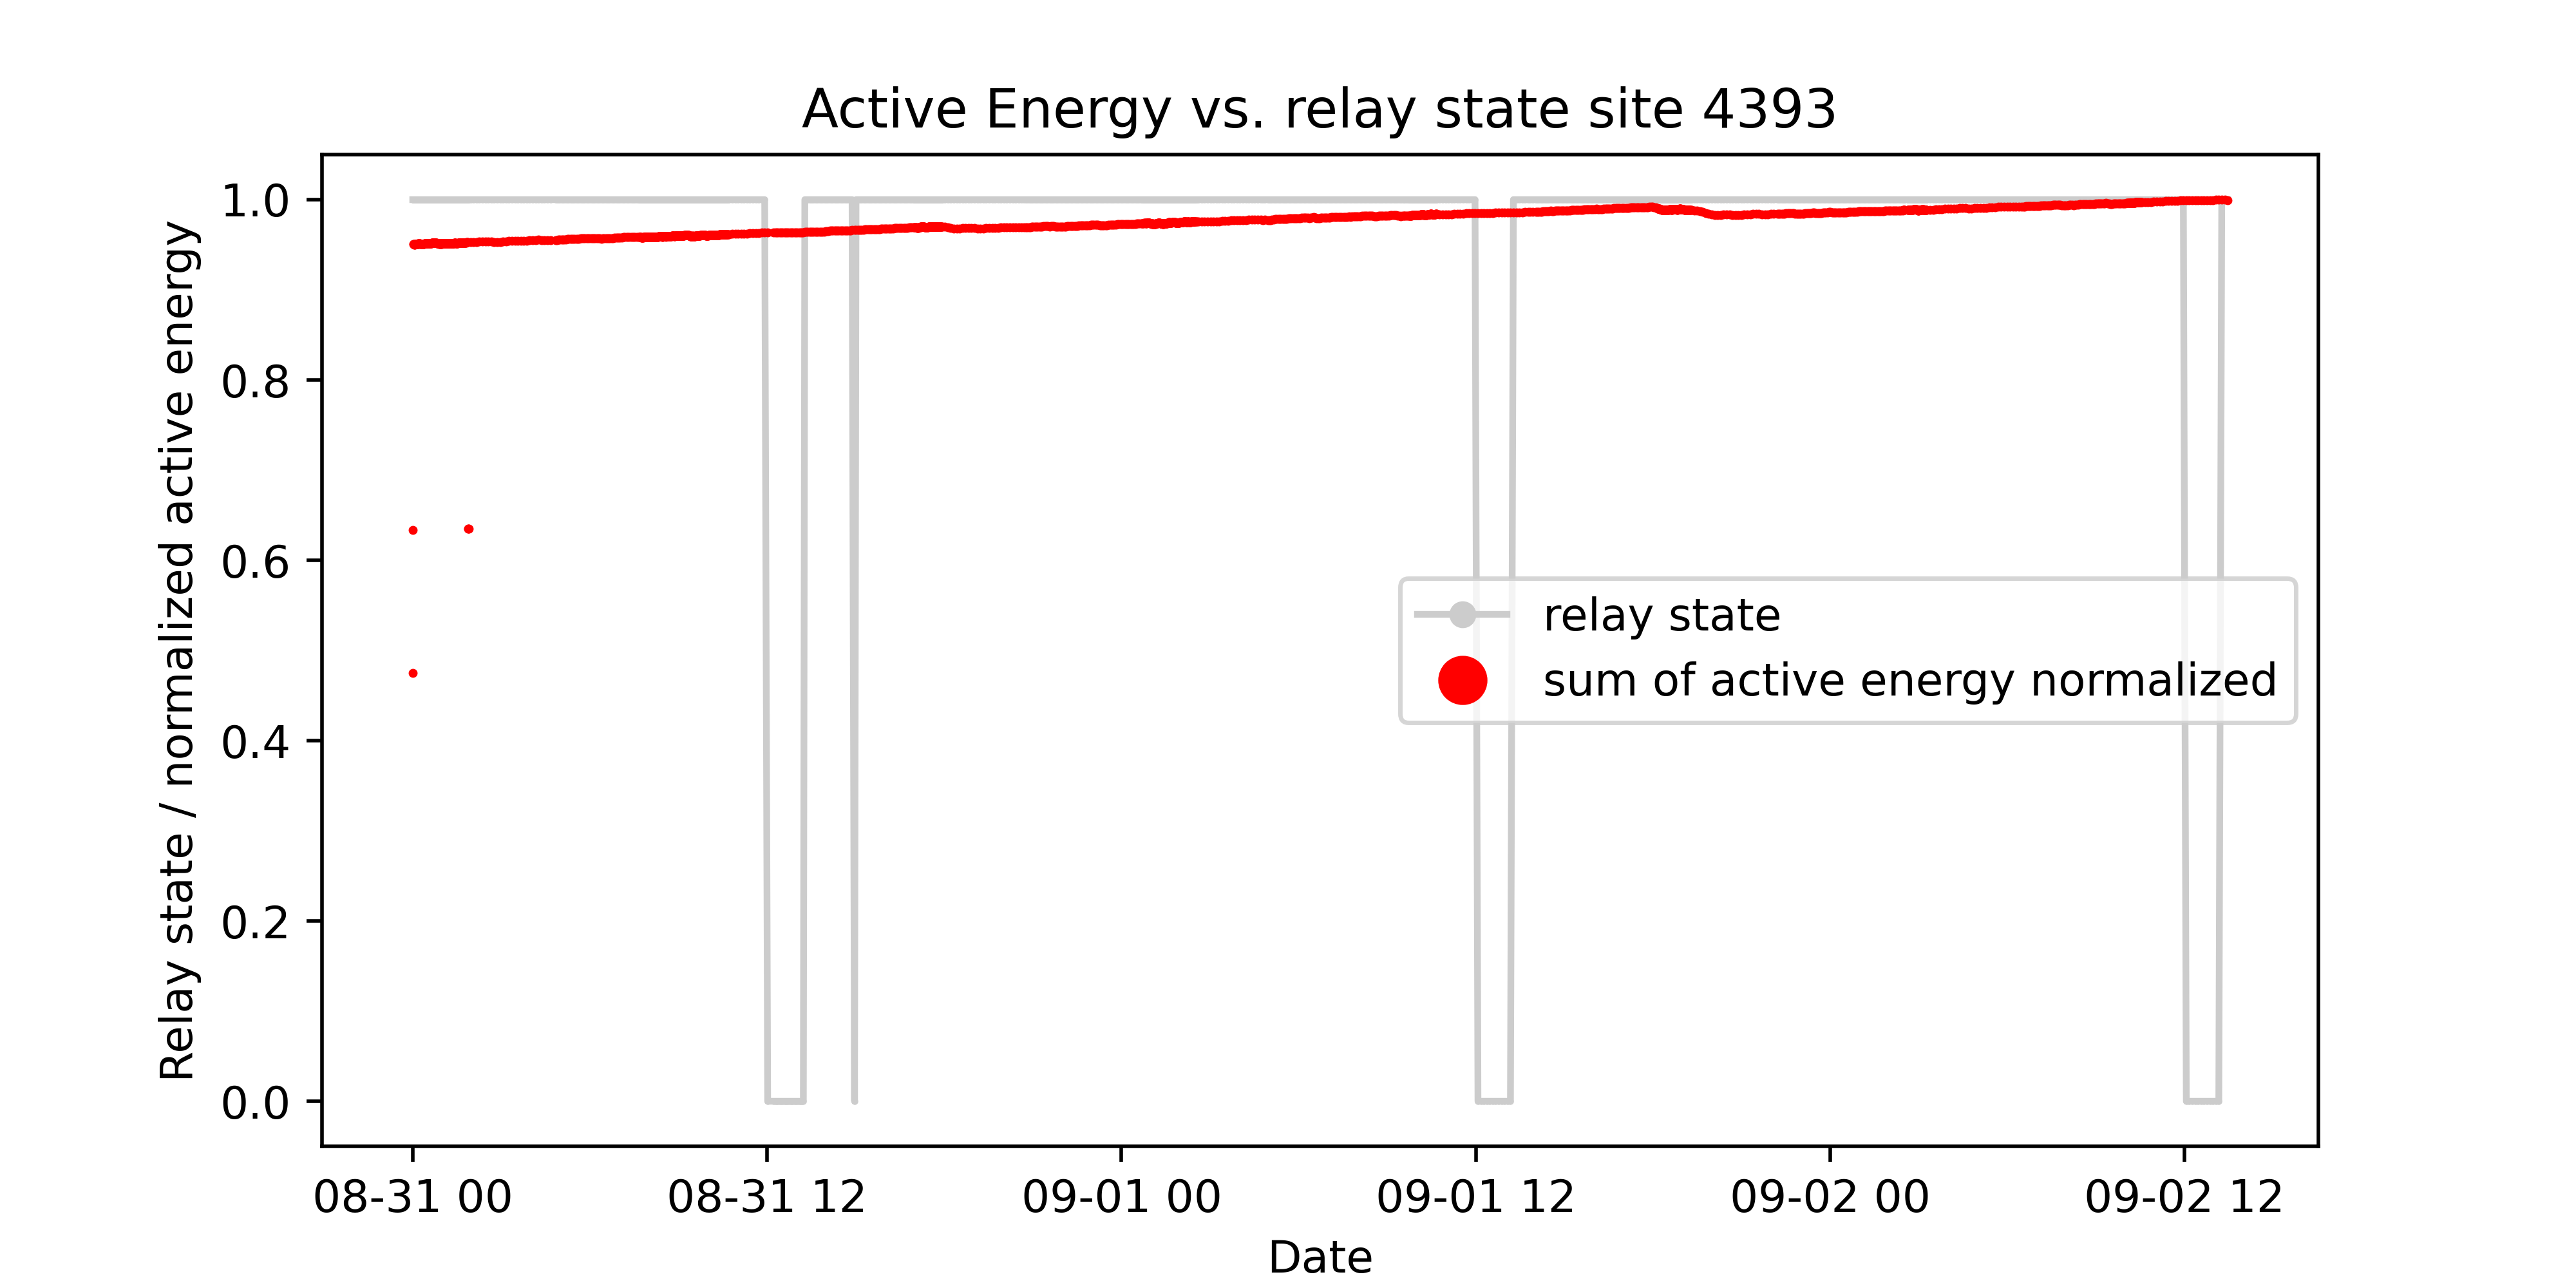 Active Energy vs. relay state site 4393
Relay state / normalized active energy
1.0
0.8
0.6
0.4
0.2
0.0
relay state
sum of active energy normalized
08-31 00
08-31 12
09-01 00
09-01 12
09-02 00
09-02 12
Date